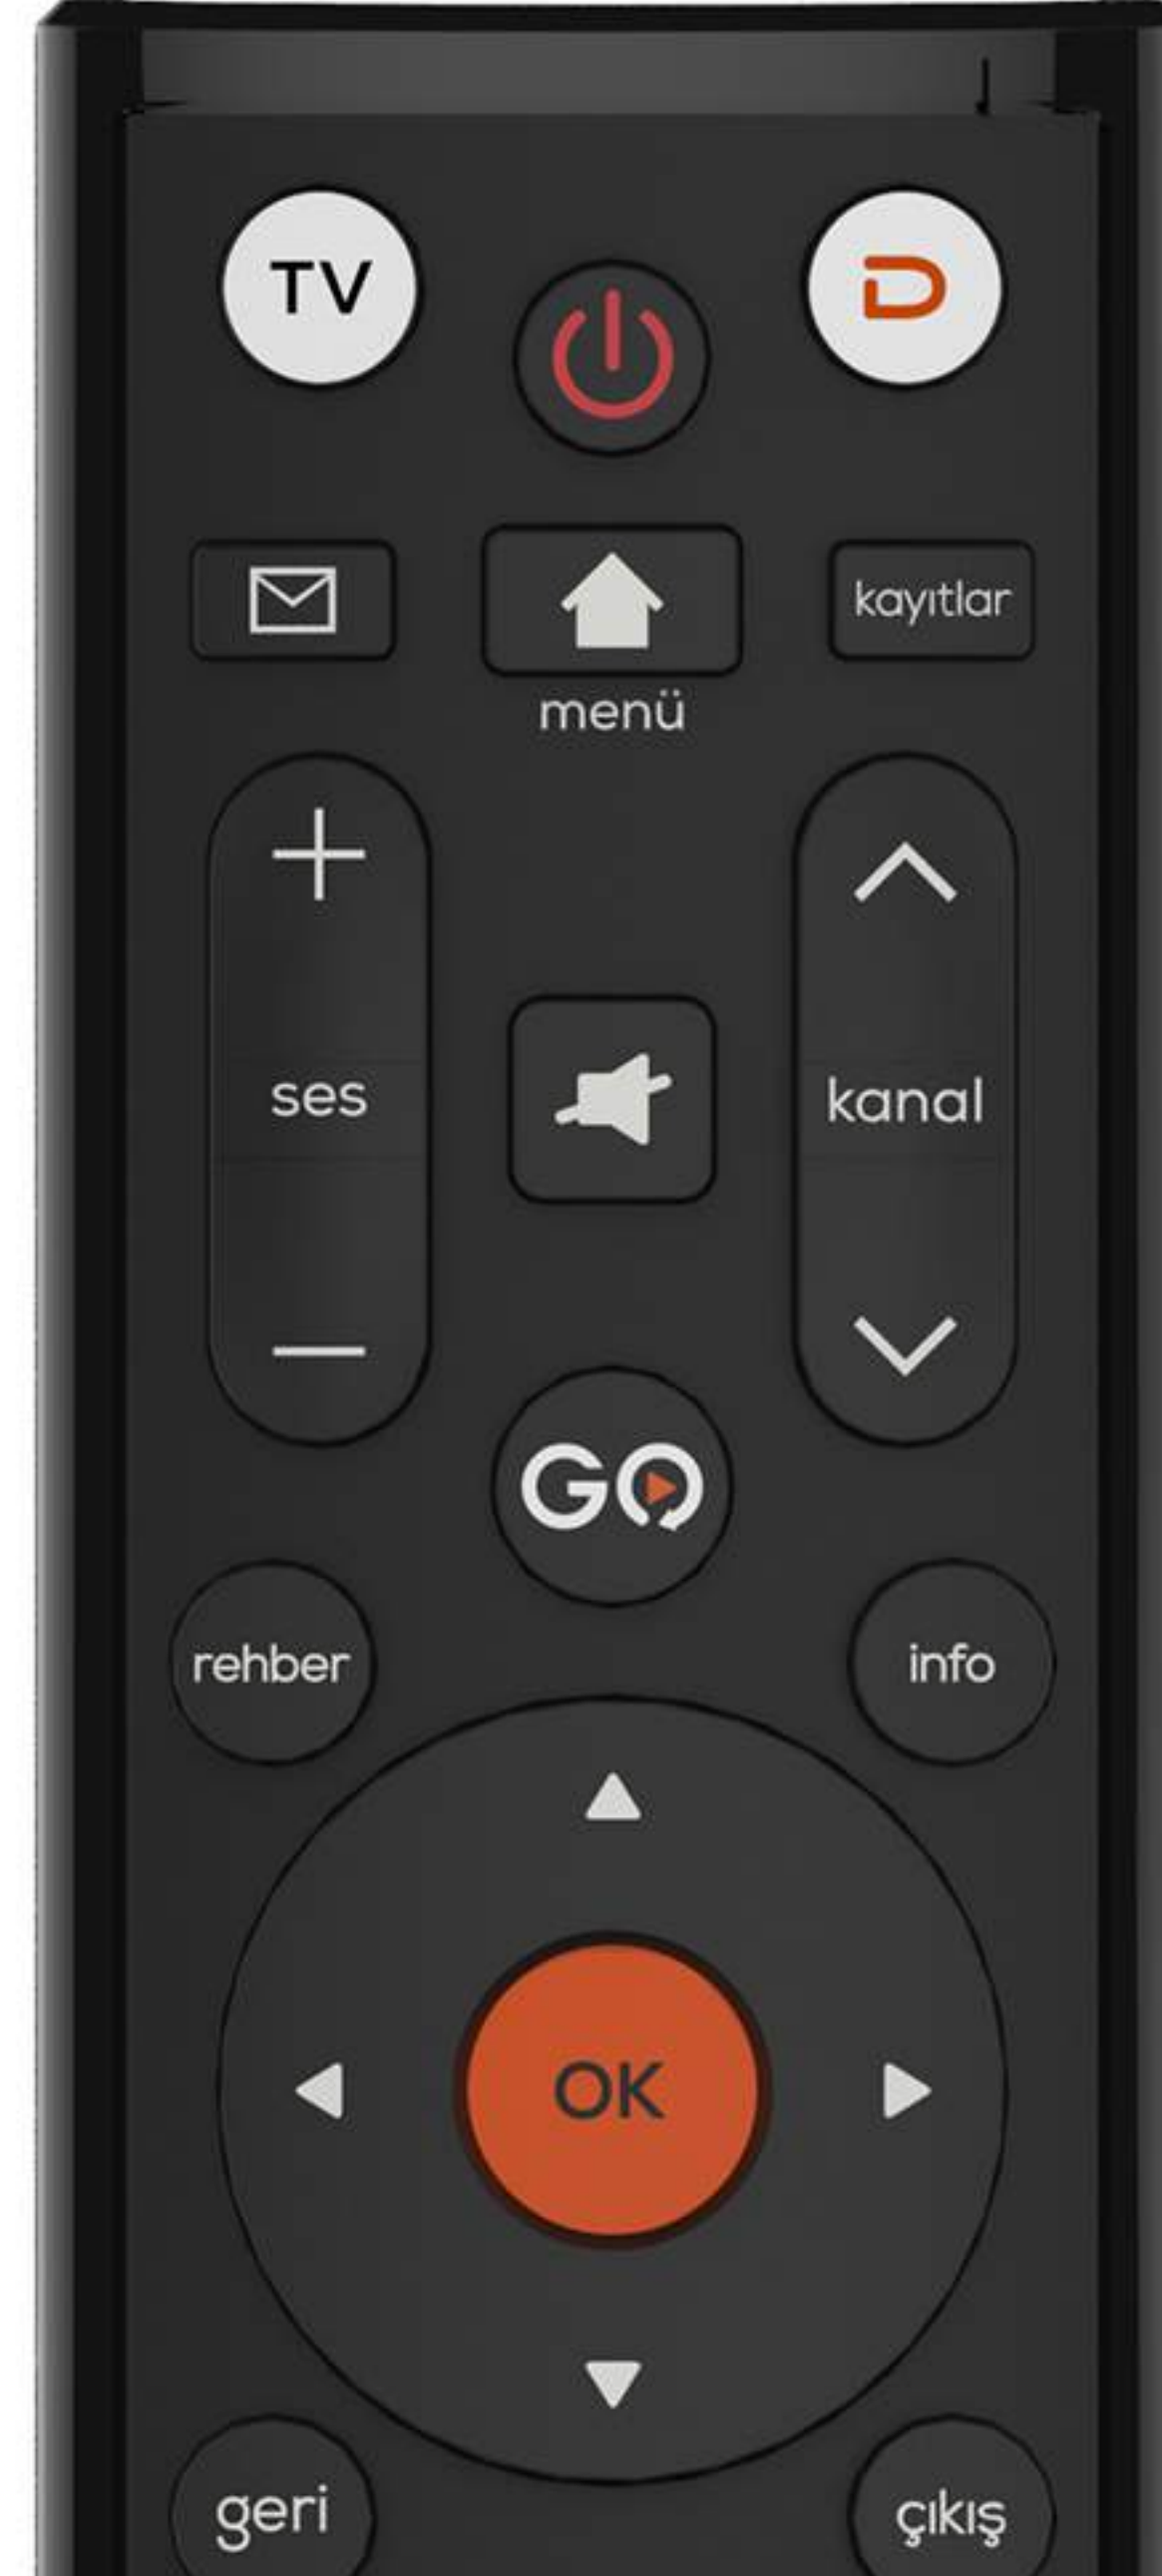 TV
D
kayıtlar
menü
ses
kanal
GO
rehber
info
OK
geri
çıkış